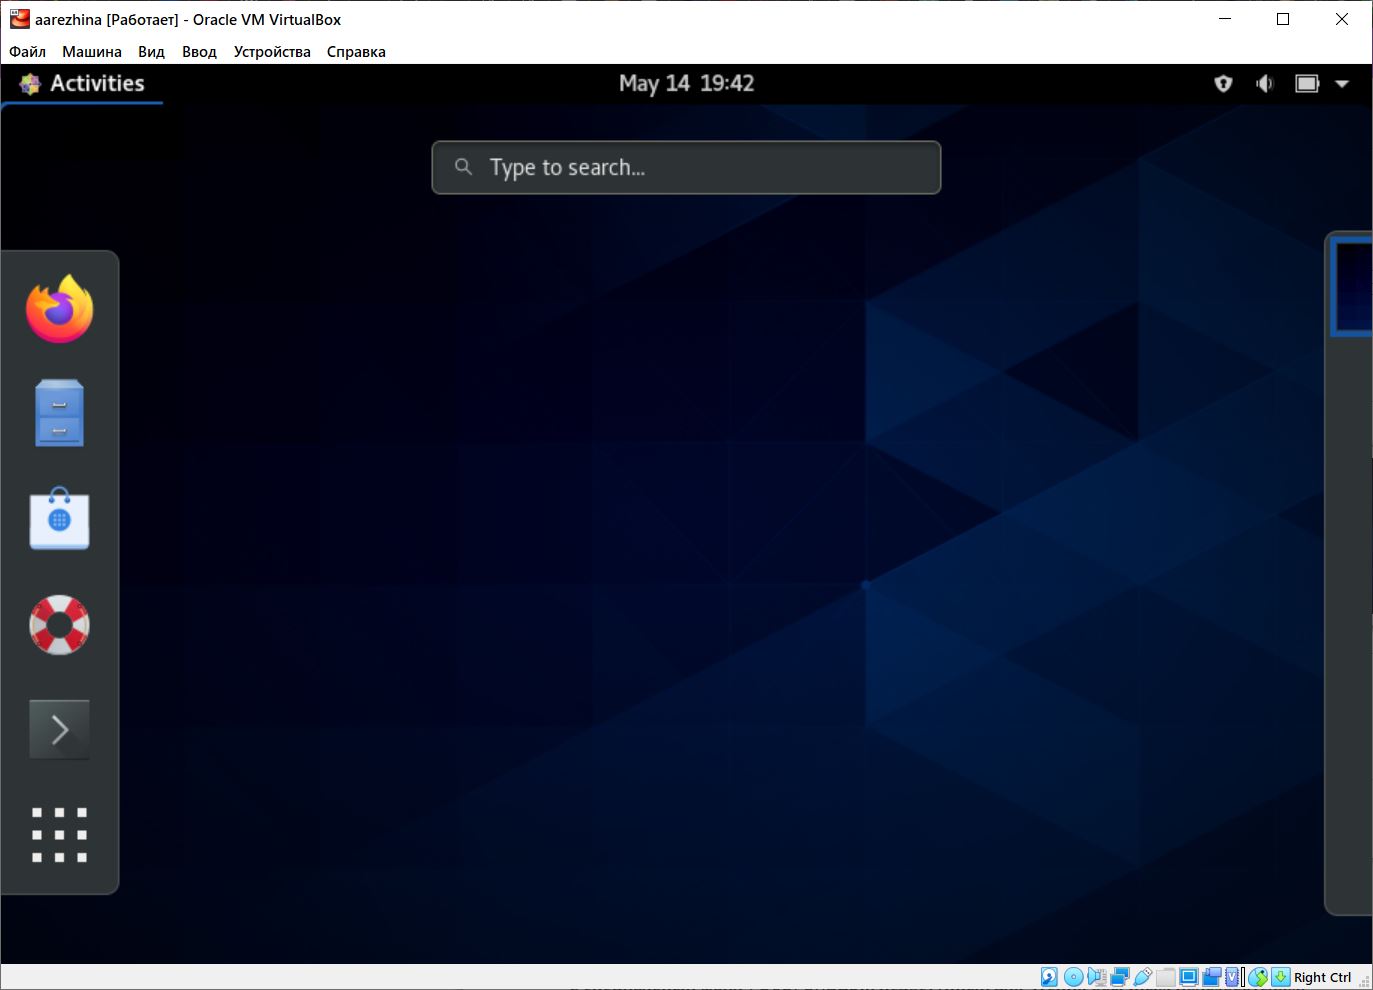 aarezhina [Работает] - Oracle VM VirtualBox
Файл Машина Вид Ввод Устройства Справка
Activities
May 14 19:42
Type to search...
Right Ctrl